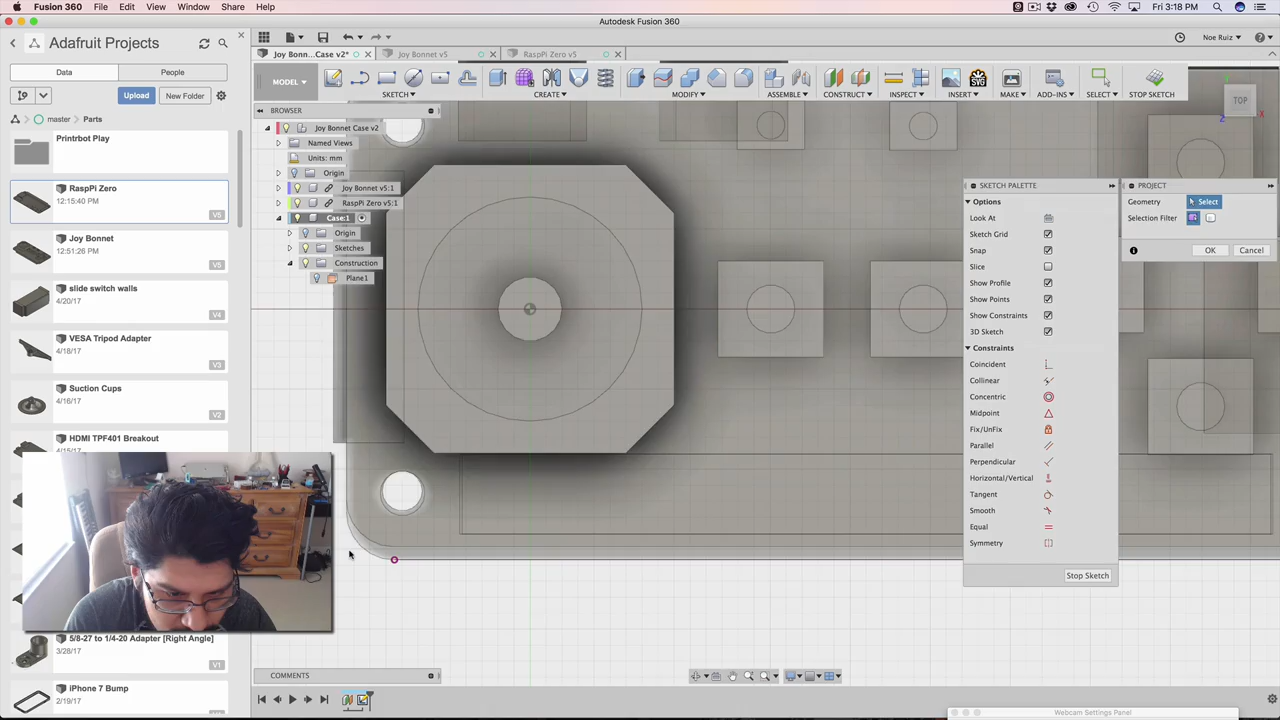 Fusion 360 File Edit View Window Share Help
Fri 3:18 PM
Autodesk Fusion 360
Adafruit Projects
Noe Ruiz
Joy Bonn...Case v2*
Joy Bonnet v5
RaspPi Zero v5
Data
People
MODEL
SKETCH
CREATE
MODIFY
ASSEMBLE
CONSTRUCT
INSPECT
INSERT
MAKE
ADD-INS
SELECT
STOP SKETCH
Upload
New Folder
BROWSER
master
Parts
Joy Bonnet Case v2
Named Views
Units: mm
Origin
Joy Bonnet v5:1
RaspPi Zero v5:1
Case:1
Origin
Sketches
Construction
Plane1
Printrbot Play
RaspPi Zero
12:15:40 PM
V5
Joy Bonnet
12:51:26 PM
V5
slide switch walls
4/20/17
V4
VESA Tripod Adapter
4/18/17
V3
Suction Cups
4/16/17
V2
HDMI TPF401 Breakout
5/8-27 to 1/4-20 Adapter [Right Angle]
3/28/17
V1
iPhone 7 Bump
2/19/17
TOP
X
Z
SKETCH PALETTE
Options
Look At
Sketch Grid
Snap
Slice
Show Profile
Show Points
Show Constraints
3D Sketch
Constraints
Coincident
Collinear
Concentric
Midpoint
Fix/UnFix
Parallel
Perpendicular
Horizontal/Vertical
Tangent
Smooth
Equal
Symmetry
Stop Sketch
PROJECT
Geometry
Select
Selection Filter
OK
Cancel
COMMENTS
Webcam Settings Panel